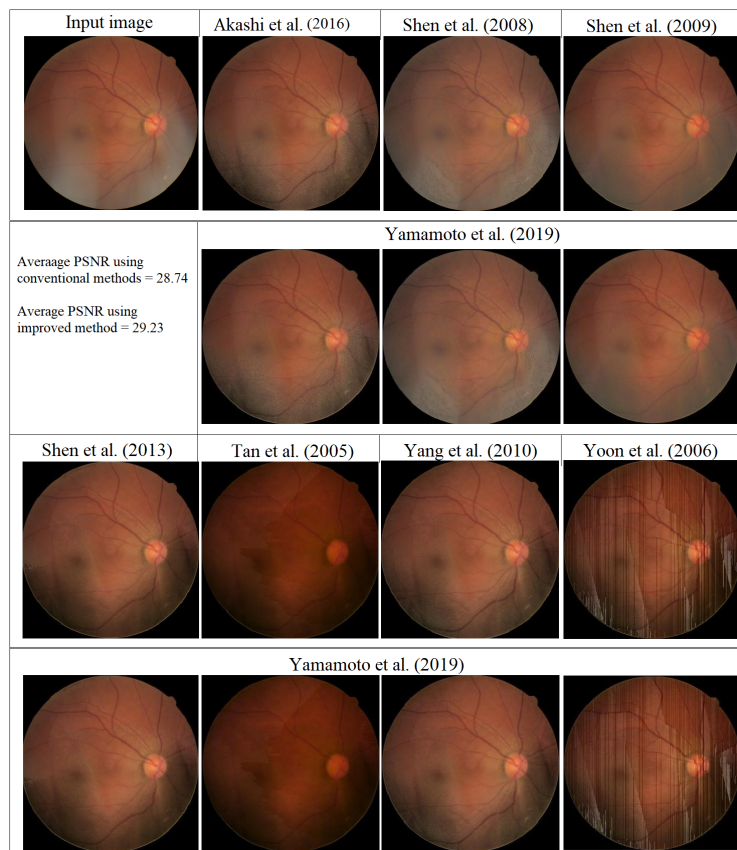 Input image
Akashi et al. (2016)
Shen et al. (2008)
Shen et al. (2009)
Yamamoto et al. (2019)
Averaage PSNR using
conventional methods = 28.74
Average PSNR using
improved method = 29.23
Shen et al. (2013)
Tan et al. (2005)
Yang et al. (2010)
Yoon et al. (2006)
Yamamoto et al. (2019)